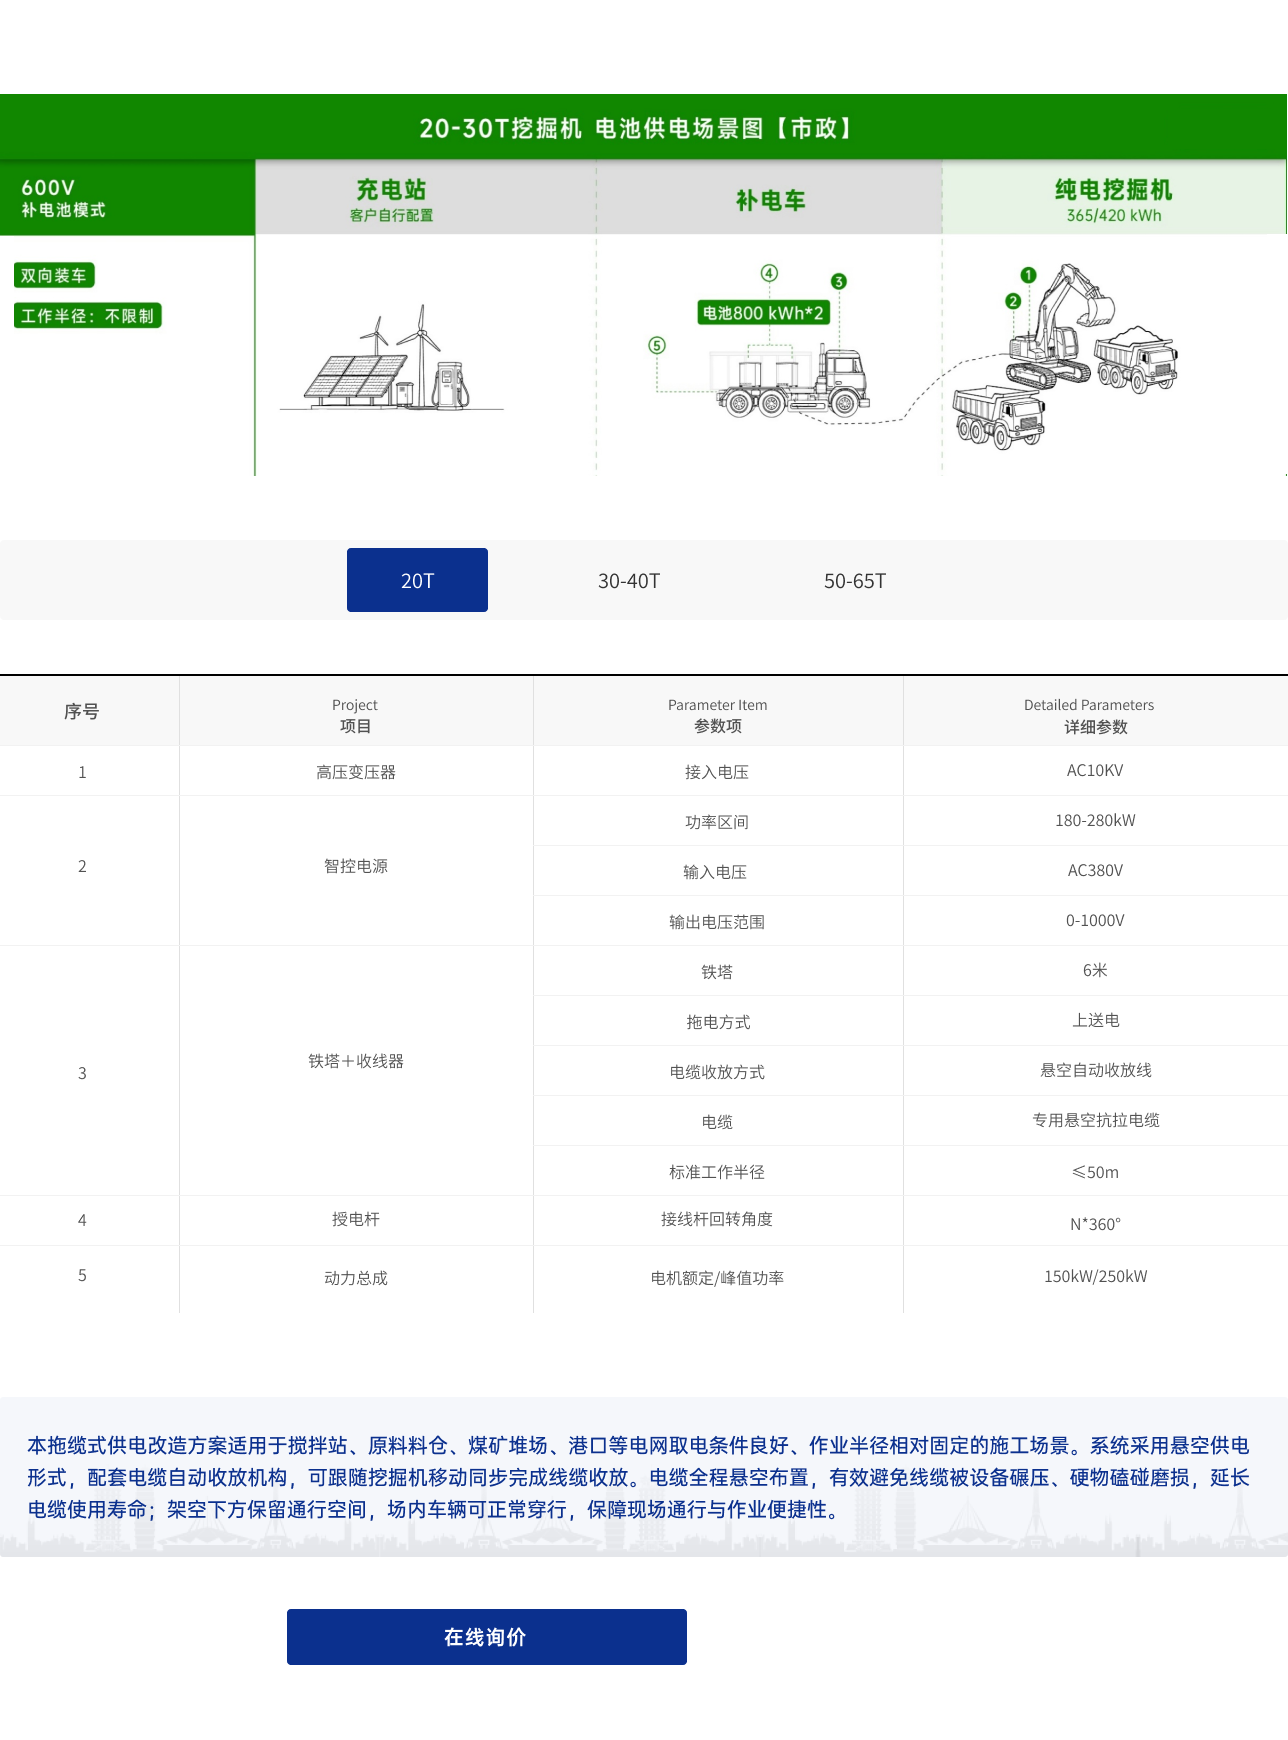 20-30T挖掘机 电池供电场景图【市政】
600V
补电池模式
充电站
客户自行配置
补电车
纯电挖掘机
365/420 kWh
双向装车
工作半径：不限制
④
③
电池800 kWh*2
⑤
①
②
20T
30-40T
50-65T
序号
Project
项目
Parameter Item
参数项
Detailed Parameters
详细参数
1
高压变压器
接入电压
AC10KV
2
智控电源
功率区间
180-280kW
输入电压
AC380V
输出电压范围
0-1000V
3
铁塔＋收线器
铁塔
6米
拖电方式
上送电
电缆收放方式
悬空自动收放线
电缆
专用悬空抗拉电缆
标准工作半径
≤50m
4
授电杆
接线杆回转角度
N*360°
5
动力总成
电机额定/峰值功率
150kW/250kW
本拖缆式供电改造方案适用于搅拌站、原料料仓、煤矿堆场、港口等电网取电条件良好、作业半径相对固定的施工场景。系统采用悬空供电
形式，配套电缆自动收放机构，可跟随挖掘机移动同步完成线缆收放。电缆全程悬空布置，有效避免线缆被设备碾压、硬物磕碰磨损，延长
电缆使用寿命；架空下方保留通行空间，场内车辆可正常穿行，保障现场通行与作业便捷性。
在线询价